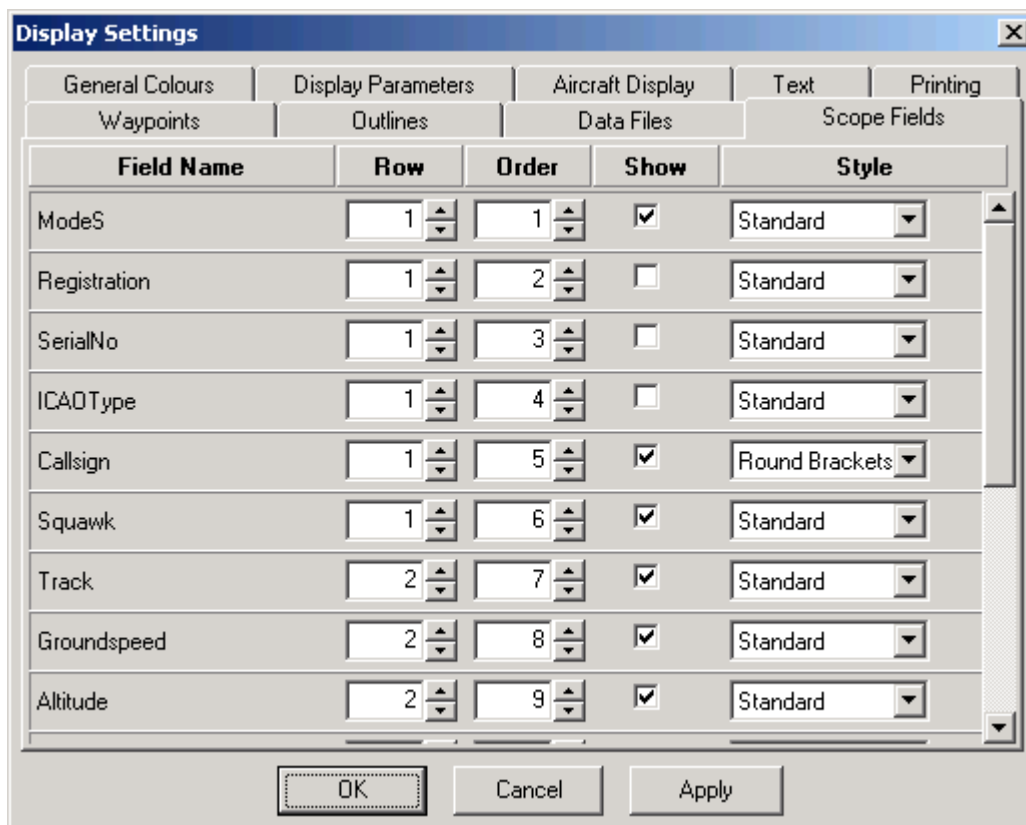 Display Settings
General Colours Display Parameters Aircraft Display Text Printing
Waypoints Outlines Data Files Scope Fields
Field Name Row Order Show Style
ModeS 1 1 Standard
Registration 1 2 Standard
SerialNo 1 3 Standard
ICAOType 1 4 Standard
Callsign 1 5 Round Brackets
Squawk 1 6 Standard
Track 2 7 Standard
Groundspeed 2 8 Standard
Altitude 2 9 Standard
OK Cancel Apply